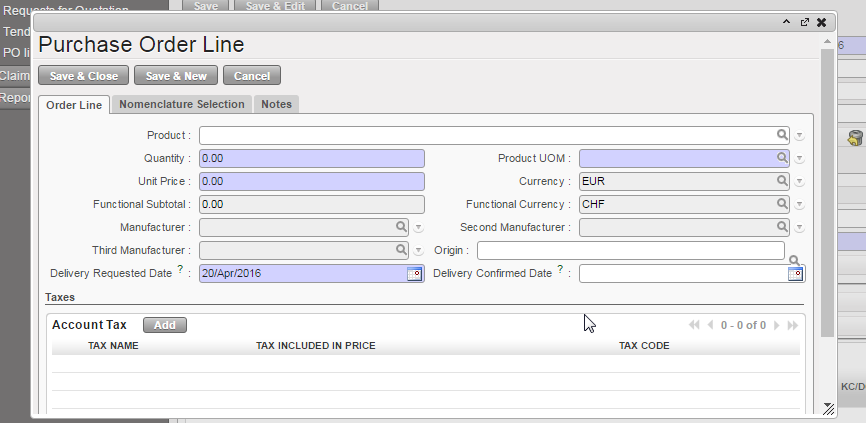 Requests for Quotation
Save Save & Edit Cancel
Tend
PO li
Claim
Repor
6
KC/D
Purchase Order Line
Save & Close Save & New Cancel
Order Line Nomenclature Selection Notes
Product :
Quantity : 0.00 Product UOM :
Unit Price : 0.00 Currency : EUR
Functional Subtotal : 0.00 Functional Currency : CHF
Manufacturer : Second Manufacturer :
Third Manufacturer : Origin :
Delivery Requested Date ? : 20/Apr/2016 Delivery Confirmed Date ? :
Taxes
Account Tax Add 0 - 0 of 0
TAX NAME TAX INCLUDED IN PRICE TAX CODE